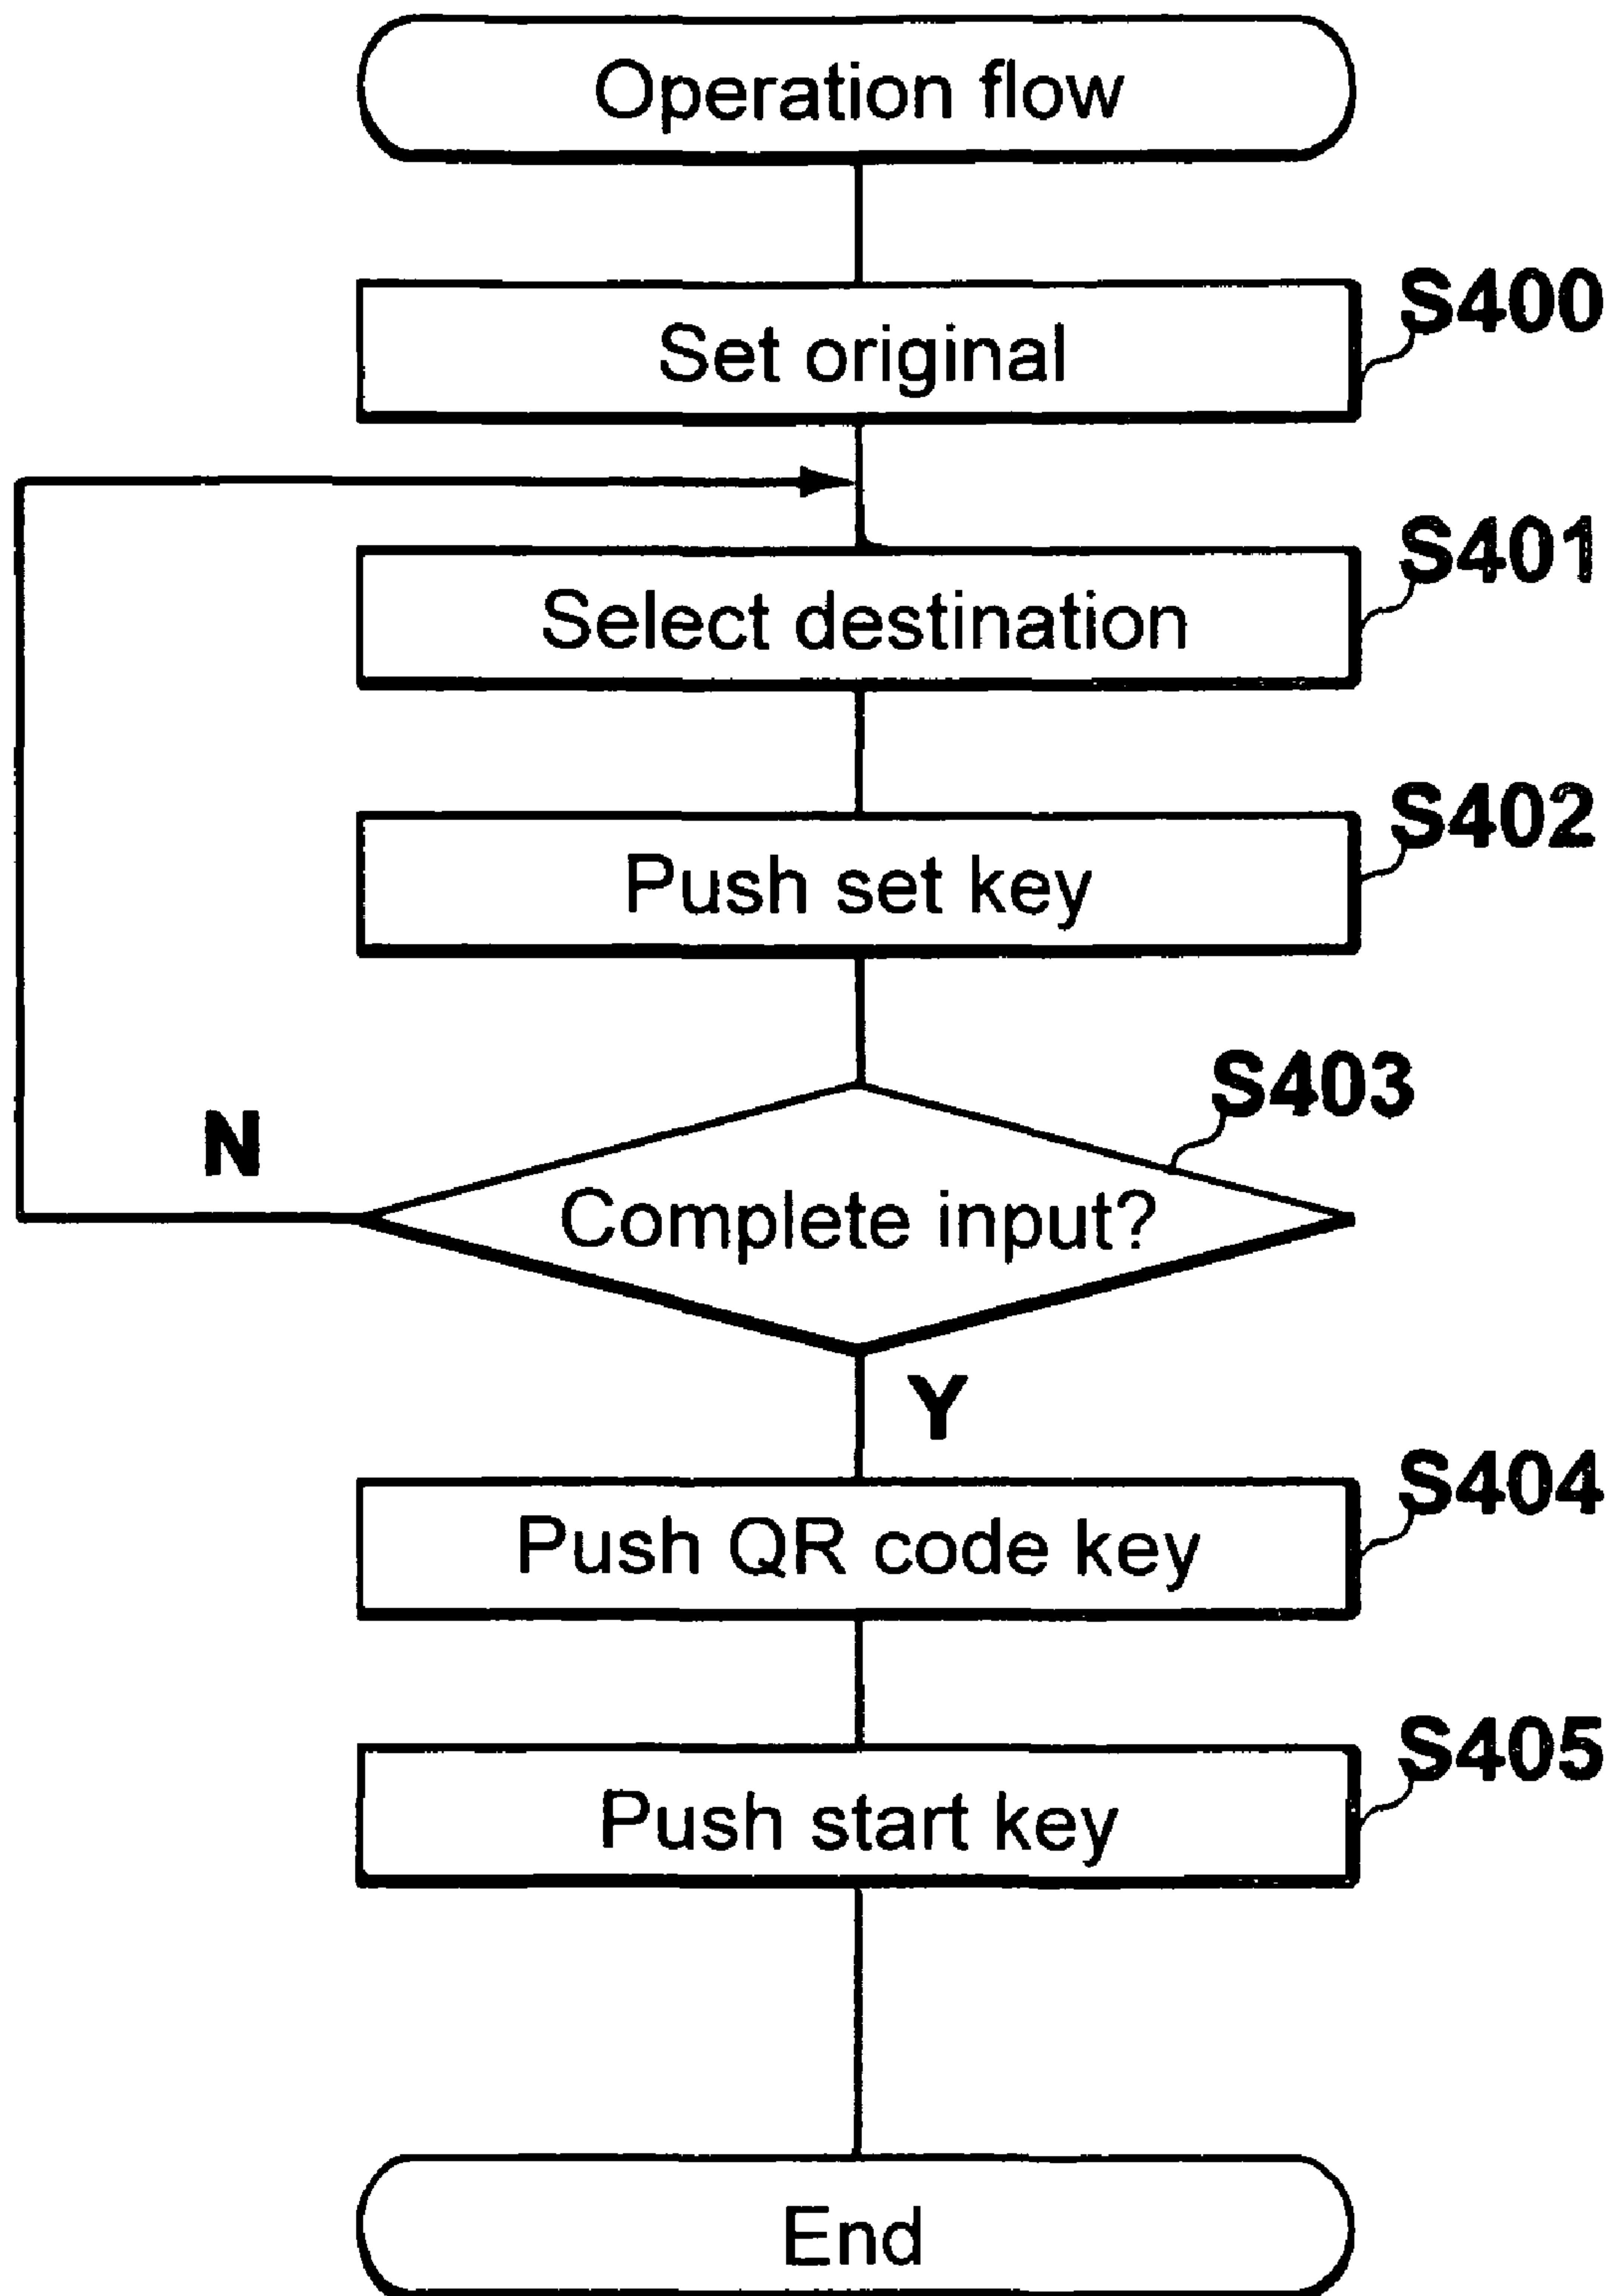 Operation flow
S400
Set original
S401
Select destination
S402
Push set key
S403
N
Complete input?
Y
S404
Push QR code key
S405
Push start key
End